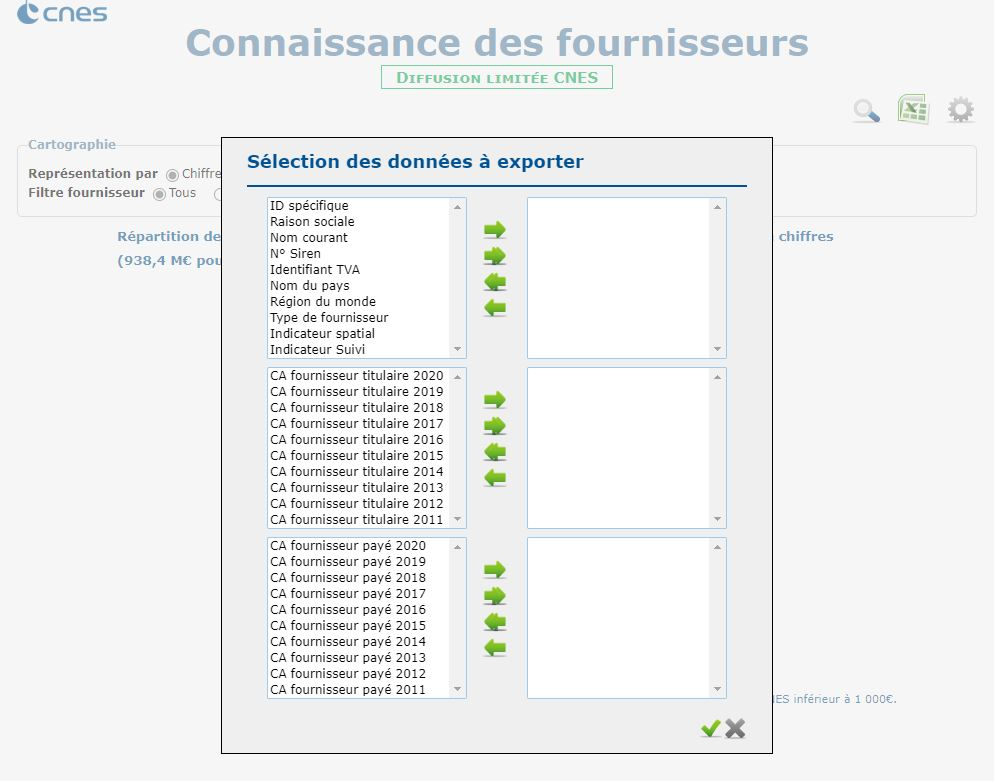 cnes
Connaissance des fournisseurs
Diffusion limitée CNES
Cartographie
Représentation par Chiffre
Filtre fournisseur Tous
Répartition de
chiffres
(938,4 M€ pou
Sélection des données à exporter
ID spécifique
Raison sociale
Nom courant
N° Siren
Identifiant TVA
Nom du pays
Région du monde
Type de fournisseur
Indicateur spatial
Indicateur Suivi
CA fournisseur titulaire 2020
CA fournisseur titulaire 2019
CA fournisseur titulaire 2018
CA fournisseur titulaire 2017
CA fournisseur titulaire 2016
CA fournisseur titulaire 2015
CA fournisseur titulaire 2014
CA fournisseur titulaire 2013
CA fournisseur titulaire 2012
CA fournisseur titulaire 2011
CA fournisseur payé 2020
CA fournisseur payé 2019
CA fournisseur payé 2018
CA fournisseur payé 2017
CA fournisseur payé 2016
CA fournisseur payé 2015
CA fournisseur payé 2014
CA fournisseur payé 2013
CA fournisseur payé 2012
CA fournisseur payé 2011
NES inférieur à 1 000€.